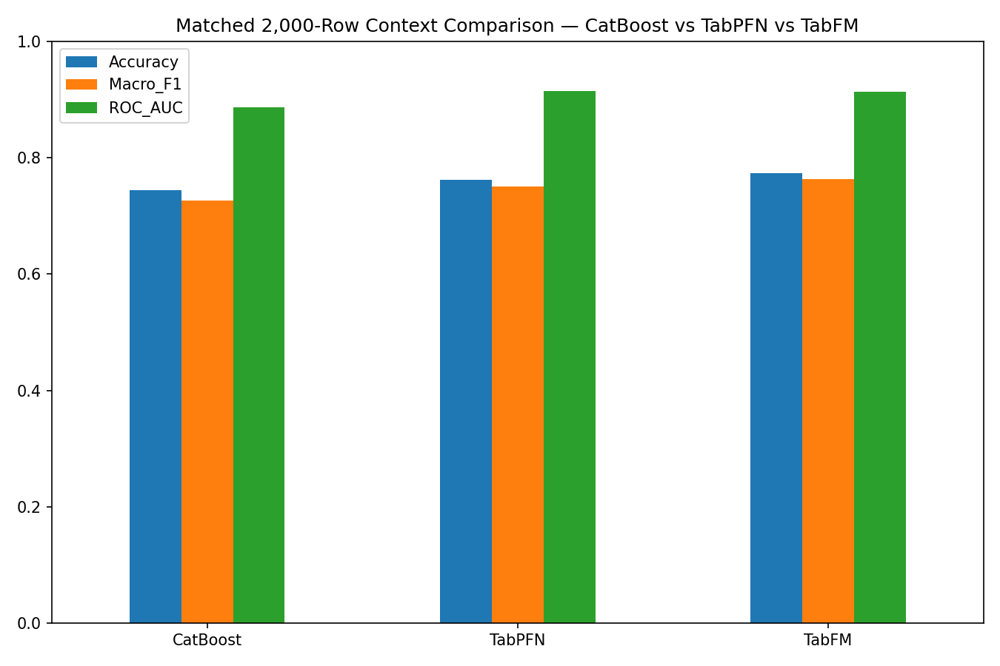 Matched 2,000-Row Context Comparison — CatBoost vs TabPFN vs TabFM
1.0
Accuracy
Macro_F1
ROC_AUC
0.8
0.6
0.4
0.2
0.0
CatBoost
TabPFN
TabFM